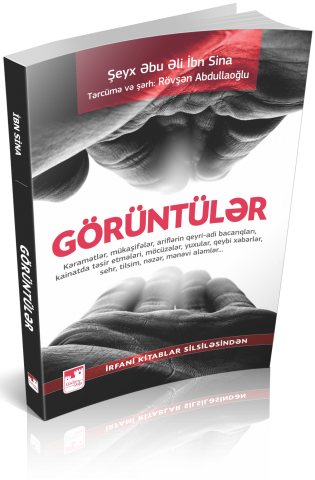 Şeyx Əbu Əli İbn Sina
Tərcümə və şərh: Rövşən Abdullaoğlu
GÖRÜNTÜLƏR
Kəramətlər, mükaşifələr, ariflərin qeyri-adi bacarıqları,
kainatda təsir etmələri, möcüzələr, yuxular, qeybi xəbərlər,
sehr, tilsim, nəzər, mənəvi aləmlər...
İRFANİ KİTABLAR SİLSİLƏSİNDƏN
İBN SİNA
GÖRÜNTÜLƏR